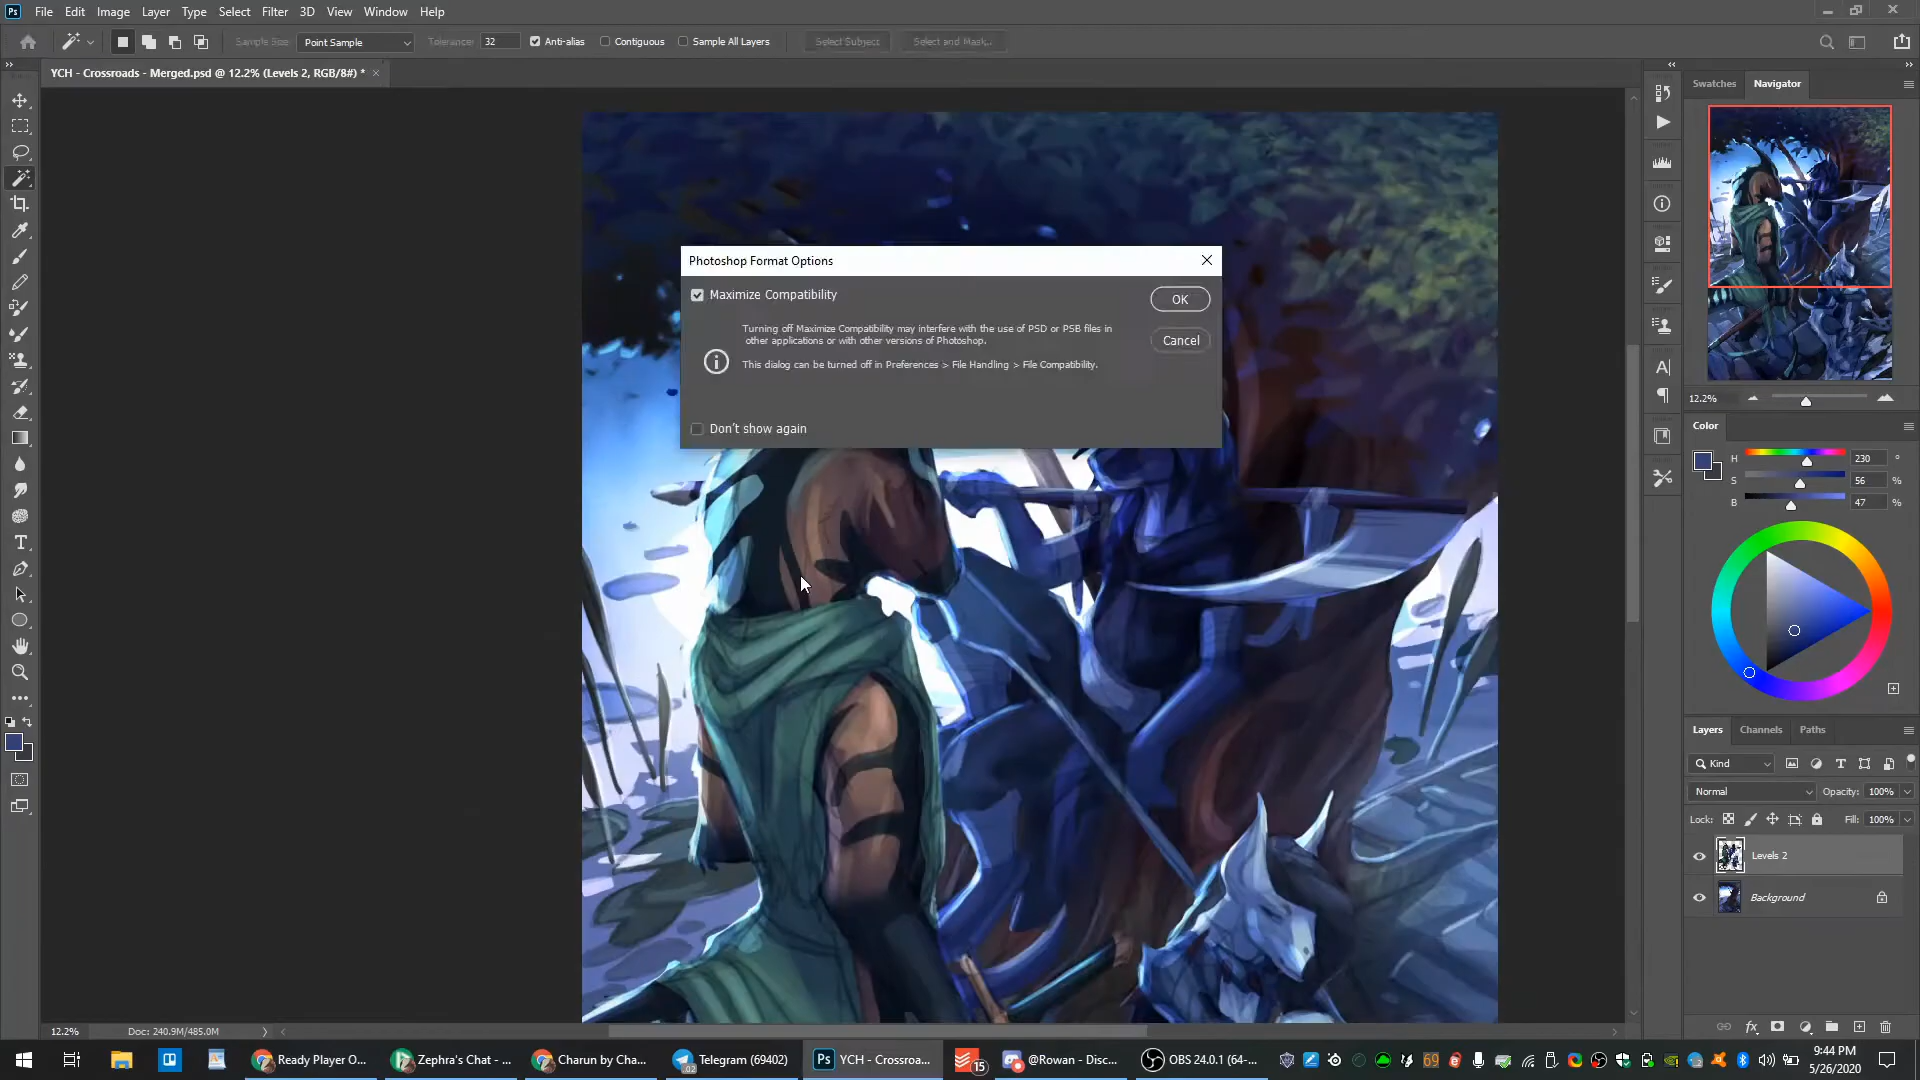 Ps File Edit Image Layer Type Select Filter 3D View Window Help
Sample Size: Point Sample Tolerance: 32 Anti-alias Contiguous Sample All Layers Select Subject Select and Mask...
YCH - Crossroads - Merged.psd @ 12.2% (Levels 2, RGB/8#) *
Swatches Navigator
Photoshop Format Options
Maximize Compatibility
OK
Turning off Maximize Compatibility may interfere with the use of PSD or PSB files in
other applications or with other versions of Photoshop.
Cancel
This dialog can be turned off in Preferences > File Handling > File Compatibility.
Don't show again
12.2%
Color
H 230 °
S 56 %
B 47 %
Layers Channels Paths
Kind
Normal Opacity: 100%
Lock: Fill: 100%
Levels 2
Background
12.2% Doc: 240.9M/485.0M
Ready Player O...
Zephra's Chat - ...
Charun by Cha...
02 Telegram (69402)
Ps YCH - Crossroa...
15
@Rowan - Disc...
OBS 24.0.1 (64-...
69
9:44 PM
5/26/2020